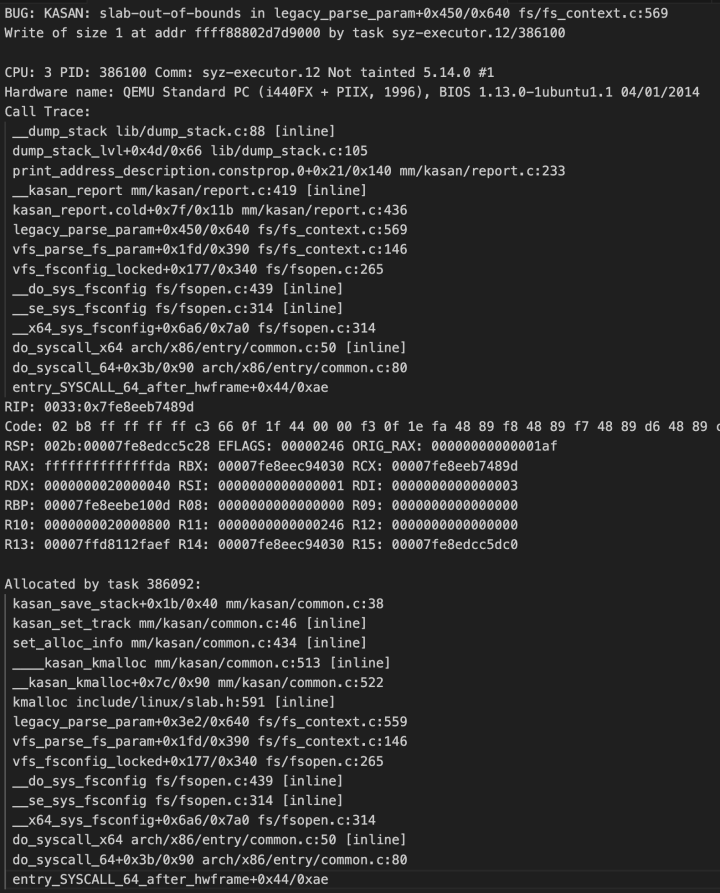 BUG: KASAN: slab-out-of-bounds in legacy_parse_param+0x450/0x640 fs/fs_context.c:569
Write of size 1 at addr ffff88802d7d9000 by task syz-executor.12/386100
CPU: 3 PID: 386100 Comm: syz-executor.12 Not tainted 5.14.0 #1
Hardware name: QEMU Standard PC (i440FX + PIIX, 1996), BIOS 1.13.0-1ubuntu1.1 04/01/2014
Call Trace:
__dump_stack lib/dump_stack.c:88 [inline]
dump_stack_lvl+0x4d/0x66 lib/dump_stack.c:105
print_address_description.constprop.0+0x21/0x140 mm/kasan/report.c:233
__kasan_report mm/kasan/report.c:419 [inline]
kasan_report.cold+0x7f/0x11b mm/kasan/report.c:436
legacy_parse_param+0x450/0x640 fs/fs_context.c:569
vfs_parse_fs_param+0x1fd/0x390 fs/fs_context.c:146
vfs_fsconfig_locked+0x177/0x340 fs/fsopen.c:265
__do_sys_fsconfig fs/fsopen.c:439 [inline]
__se_sys_fsconfig fs/fsopen.c:314 [inline]
__x64_sys_fsconfig+0x6a6/0x7a0 fs/fsopen.c:314
do_syscall_x64 arch/x86/entry/common.c:50 [inline]
do_syscall_64+0x3b/0x90 arch/x86/entry/common.c:80
entry_SYSCALL_64_after_hwframe+0x44/0xae
RIP: 0033:0x7fe8eeb7489d
Code: 02 b8 ff ff ff ff c3 66 0f 1f 44 00 00 f3 0f 1e fa 48 89 f8 48 89 f7 48 89 d6 48 89
RSP: 002b:00007fe8edcc5c28 EFLAGS: 00000246 ORIG_RAX: 00000000000001af
RAX: ffffffffffffffda RBX: 00007fe8eec94030 RCX: 00007fe8eeb7489d
RDX: 0000000020000040 RSI: 0000000000000001 RDI: 0000000000000003
RBP: 00007fe8eebe100d R08: 0000000000000000 R09: 0000000000000000
R10: 0000000020000800 R11: 0000000000000246 R12: 0000000000000000
R13: 00007ffd8112faef R14: 00007fe8eec94030 R15: 00007fe8edcc5dc0
Allocated by task 386092:
kasan_save_stack+0x1b/0x40 mm/kasan/common.c:38
kasan_set_track mm/kasan/common.c:46 [inline]
set_alloc_info mm/kasan/common.c:434 [inline]
____kasan_kmalloc mm/kasan/common.c:513 [inline]
__kasan_kmalloc+0x7c/0x90 mm/kasan/common.c:522
kmalloc include/linux/slab.h:591 [inline]
legacy_parse_param+0x3e2/0x640 fs/fs_context.c:559
vfs_parse_fs_param+0x1fd/0x390 fs/fs_context.c:146
vfs_fsconfig_locked+0x177/0x340 fs/fsopen.c:265
__do_sys_fsconfig fs/fsopen.c:439 [inline]
__se_sys_fsconfig fs/fsopen.c:314 [inline]
__x64_sys_fsconfig+0x6a6/0x7a0 fs/fsopen.c:314
do_syscall_x64 arch/x86/entry/common.c:50 [inline]
do_syscall_64+0x3b/0x90 arch/x86/entry/common.c:80
entry_SYSCALL_64_after_hwframe+0x44/0xae